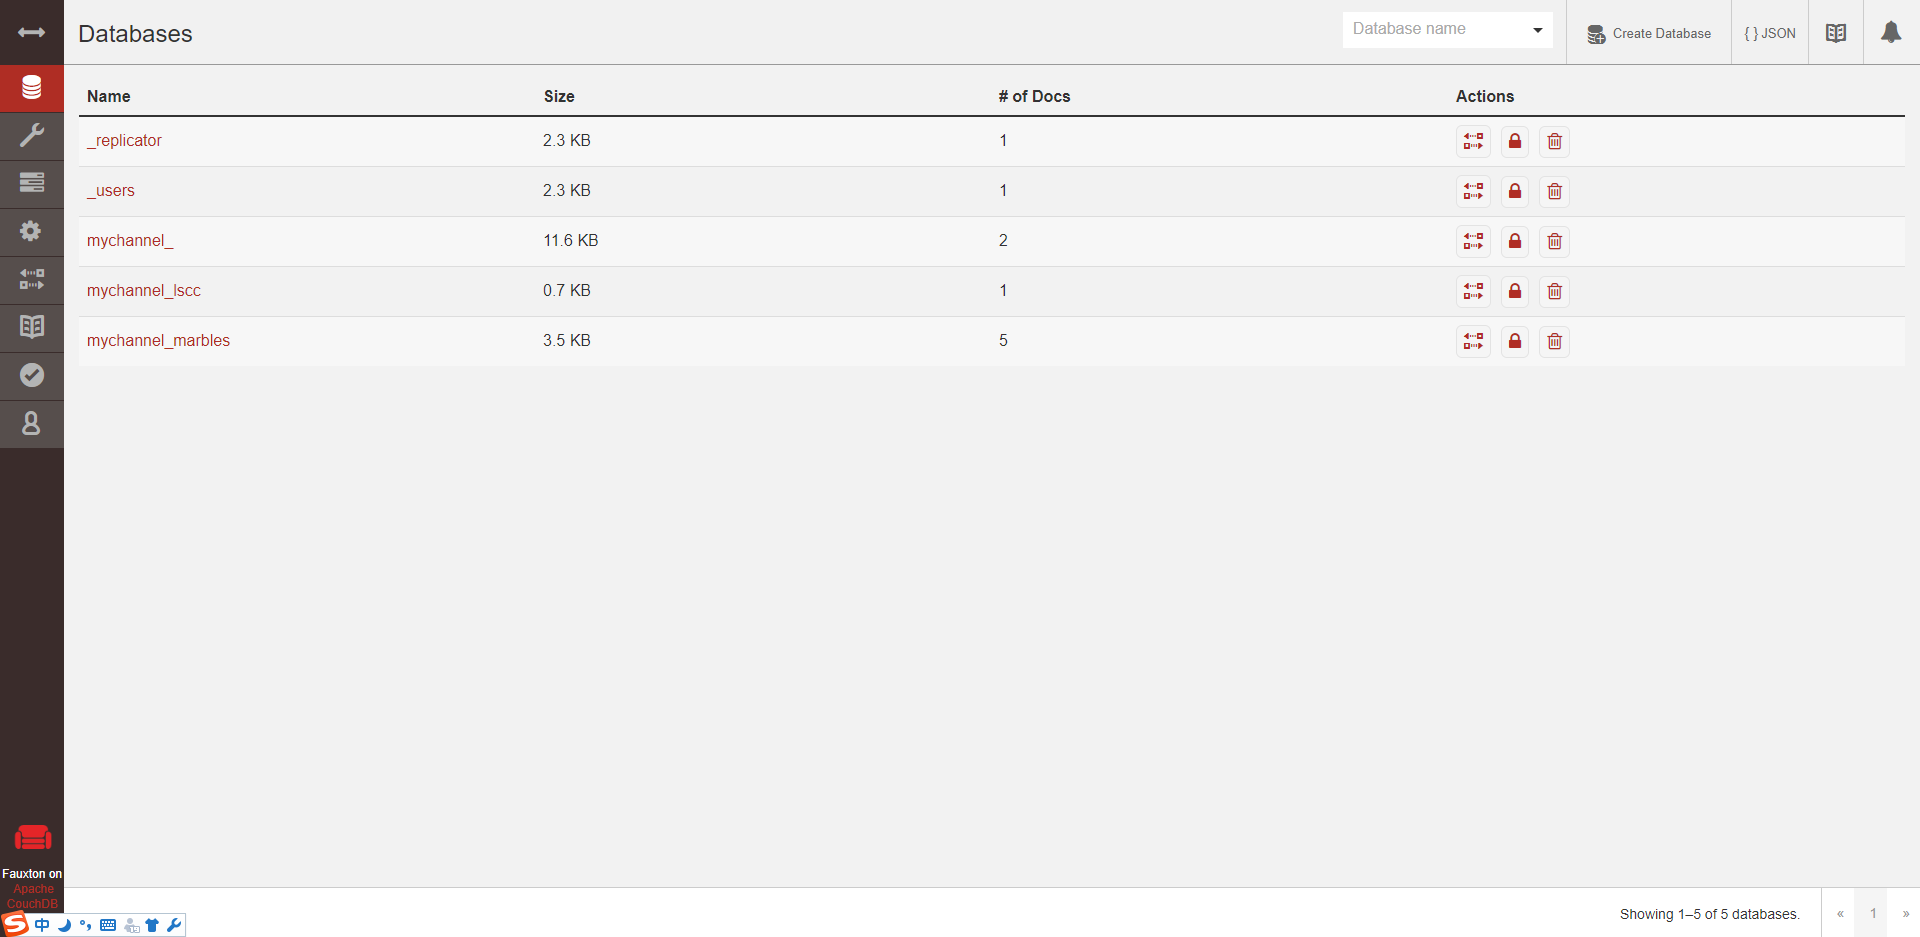 Databases
Database name
Create Database
{ } JSON
Name Size # of Docs Actions
_replicator 2.3 KB 1
_users 2.3 KB 1
mychannel_ 11.6 KB 2
mychannel_lscc 0.7 KB 1
mychannel_marbles 3.5 KB 5
Fauxton on
Apache
CouchDB
中
Showing 1–5 of 5 databases.
« 1 »